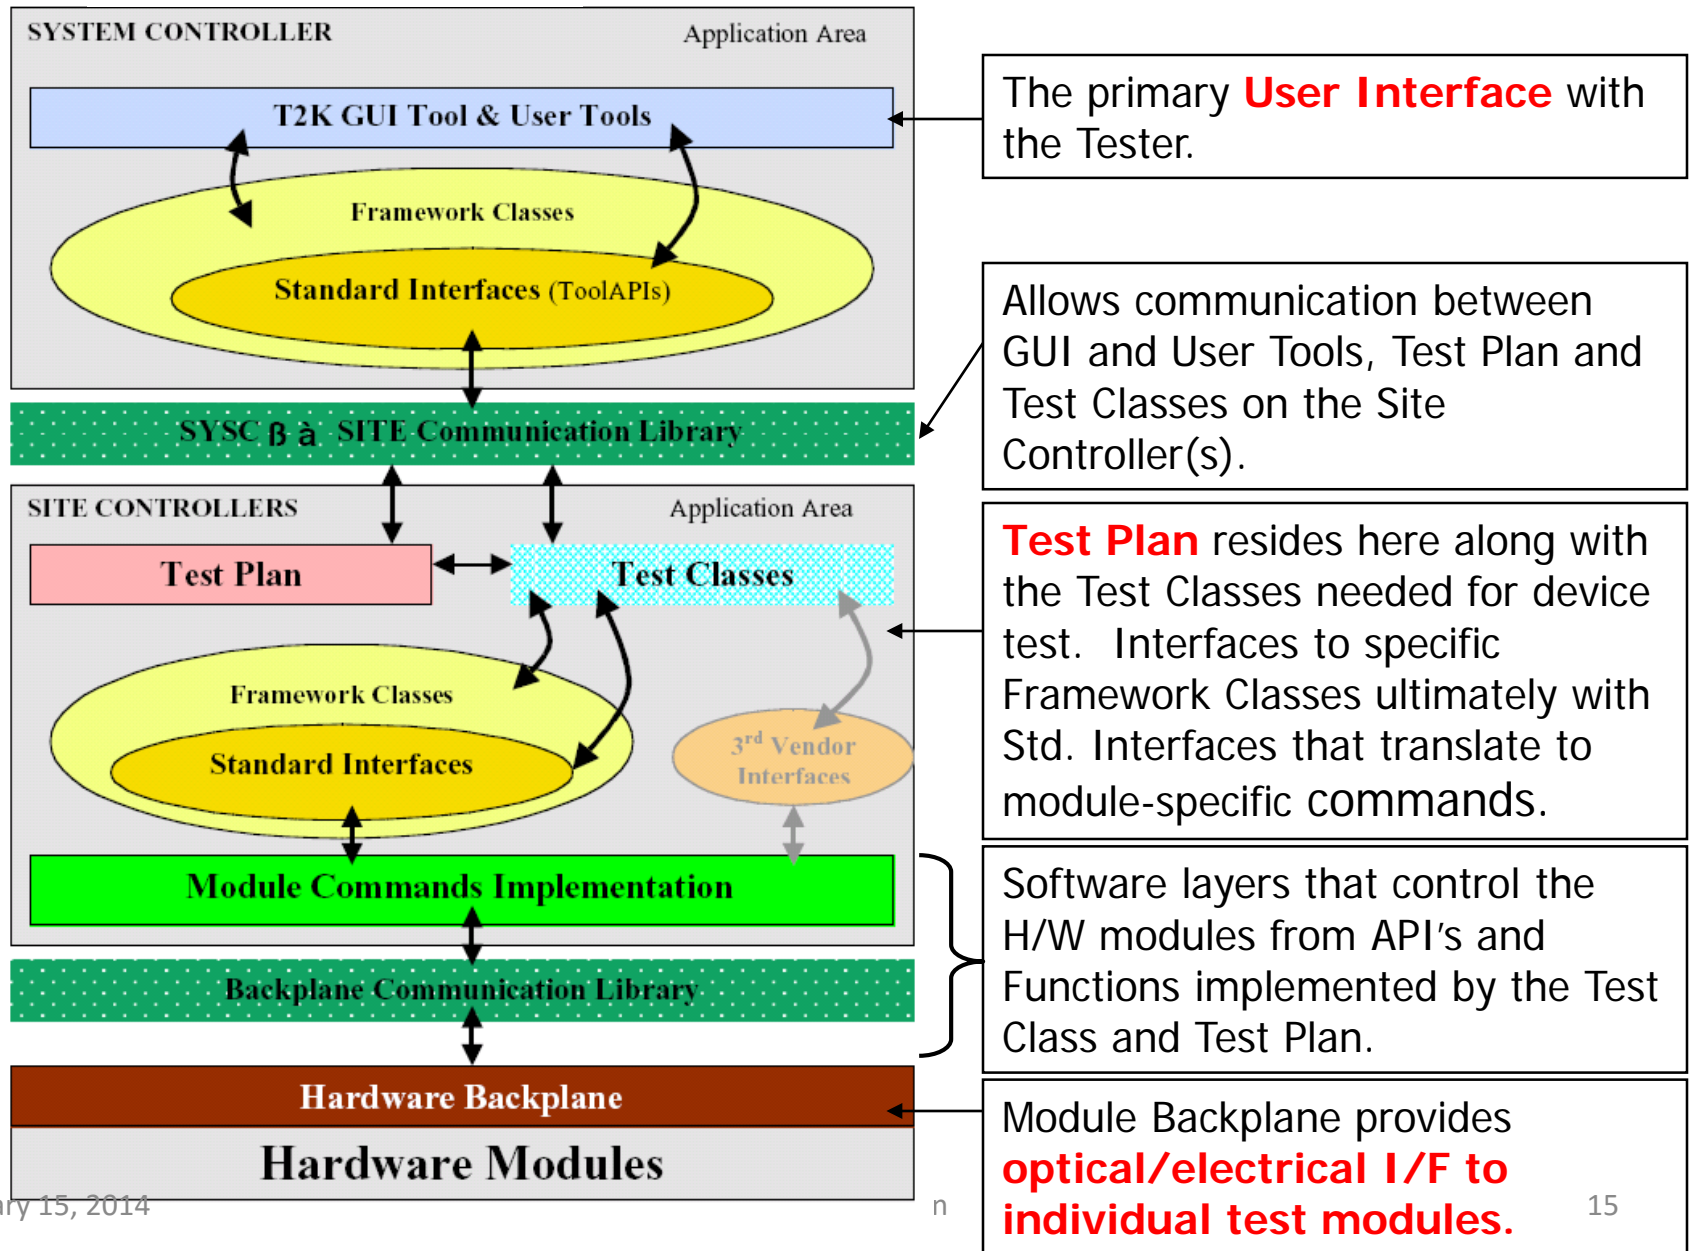 SYSTEM CONTROLLER
Application Area
T2K GUI Tool & User Tools
Framework Classes
Standard Interfaces (ToolAPIs)
SYSC ß à SITE Communication Library
SITE CONTROLLERS
Application Area
Test Plan
Test Classes
Framework Classes
Standard Interfaces
3rd Vendor
Interfaces
Module Commands Implementation
Backplane Communication Library
Hardware Backplane
Hardware Modules
The primary User Interface with
the Tester.
Allows communication between
GUI and User Tools, Test Plan and
Test Classes on the Site
Controller(s).
Test Plan resides here along with
the Test Classes needed for device
test. Interfaces to specific
Framework Classes ultimately with
Std. Interfaces that translate to
module-specific commands.
Software layers that control the
H/W modules from API's and
Functions implemented by the Test
Class and Test Plan.
Module Backplane provides
optical/electrical I/F to
individual test modules.
ary 15, 2014
n
15